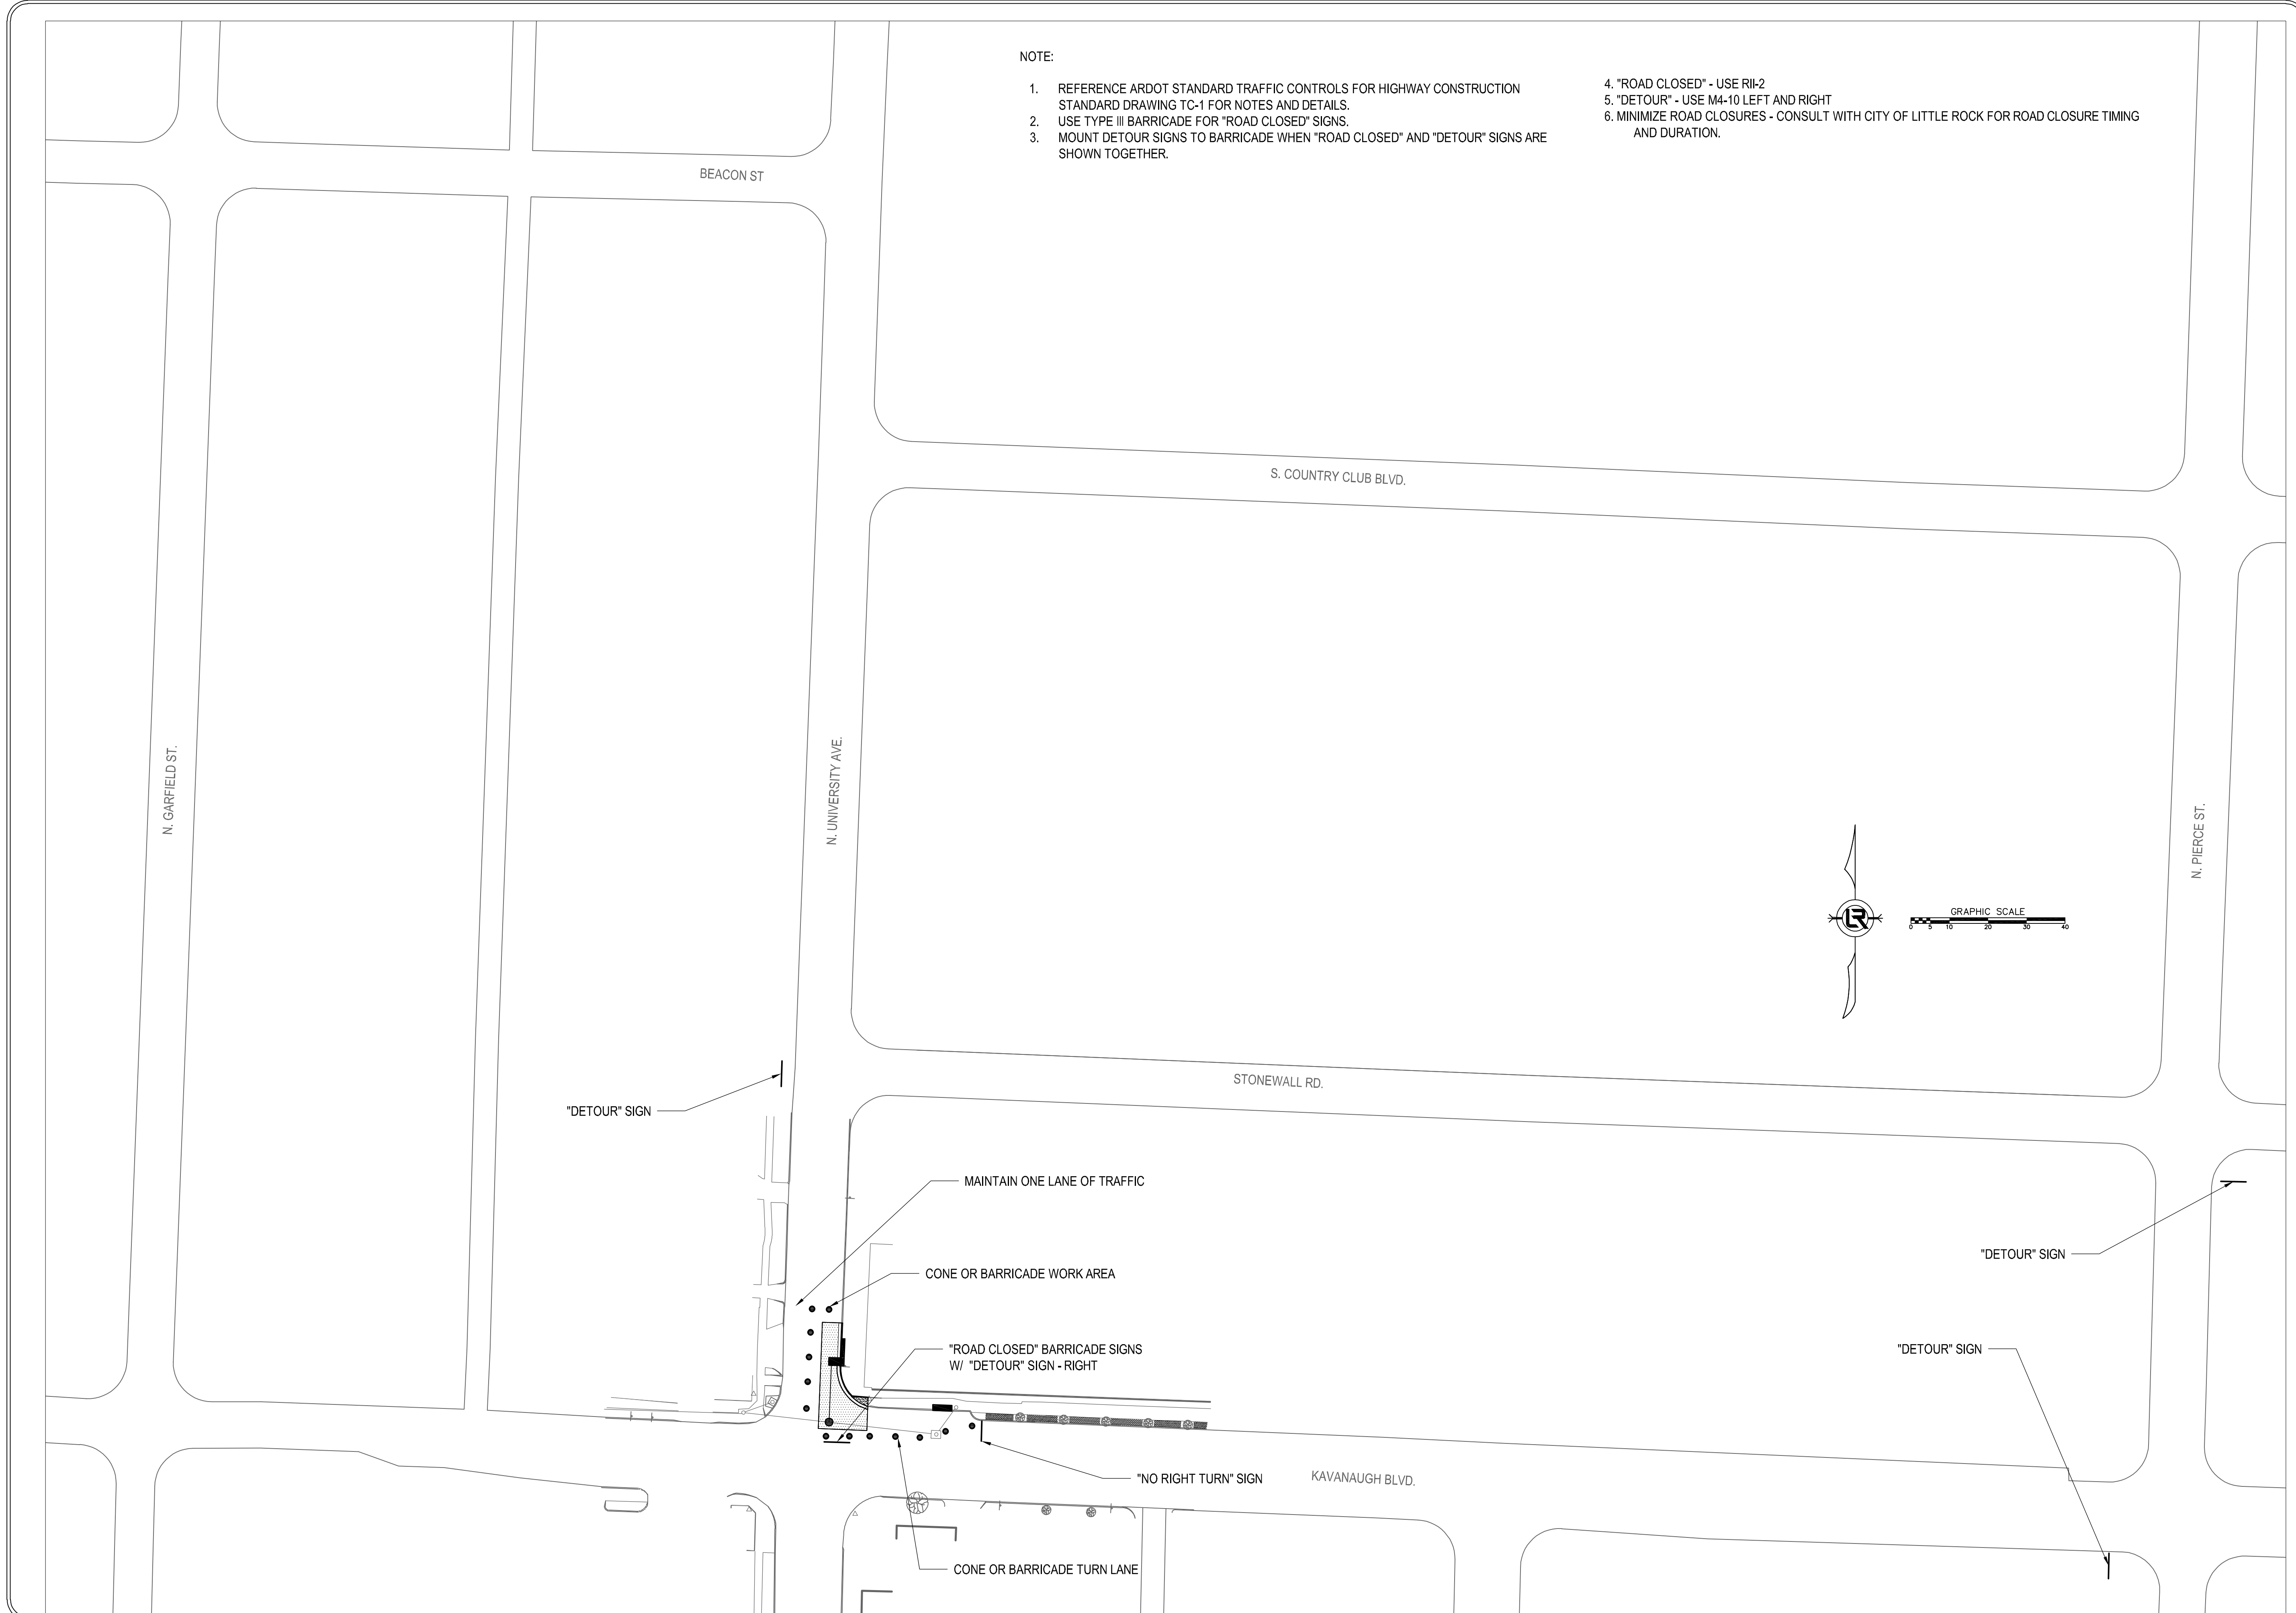 NOTE:
1. REFERENCE ARDOT STANDARD TRAFFIC CONTROLS FOR HIGHWAY CONSTRUCTION
STANDARD DRAWING TC-1 FOR NOTES AND DETAILS.
2. USE TYPE III BARRICADE FOR "ROAD CLOSED" SIGNS.
3. MOUNT DETOUR SIGNS TO BARRICADE WHEN "ROAD CLOSED" AND "DETOUR" SIGNS ARE
SHOWN TOGETHER.
4. "ROAD CLOSED" - USE RII-2
5. "DETOUR" - USE M4-10 LEFT AND RIGHT
6. MINIMIZE ROAD CLOSURES - CONSULT WITH CITY OF LITTLE ROCK FOR ROAD CLOSURE TIMING
AND DURATION.
BEACON ST
S. COUNTRY CLUB BLVD.
N. GARFIELD ST.
N. UNIVERSITY AVE.
N. PIERCE ST.
LR
GRAPHIC SCALE
0 5 10 20 30 40
STONEWALL RD.
"DETOUR" SIGN
MAINTAIN ONE LANE OF TRAFFIC
"DETOUR" SIGN
CONE OR BARRICADE WORK AREA
"ROAD CLOSED" BARRICADE SIGNS
W/ "DETOUR" SIGN - RIGHT
"DETOUR" SIGN
"NO RIGHT TURN" SIGN
KAVANAUGH BLVD.
CONE OR BARRICADE TURN LANE